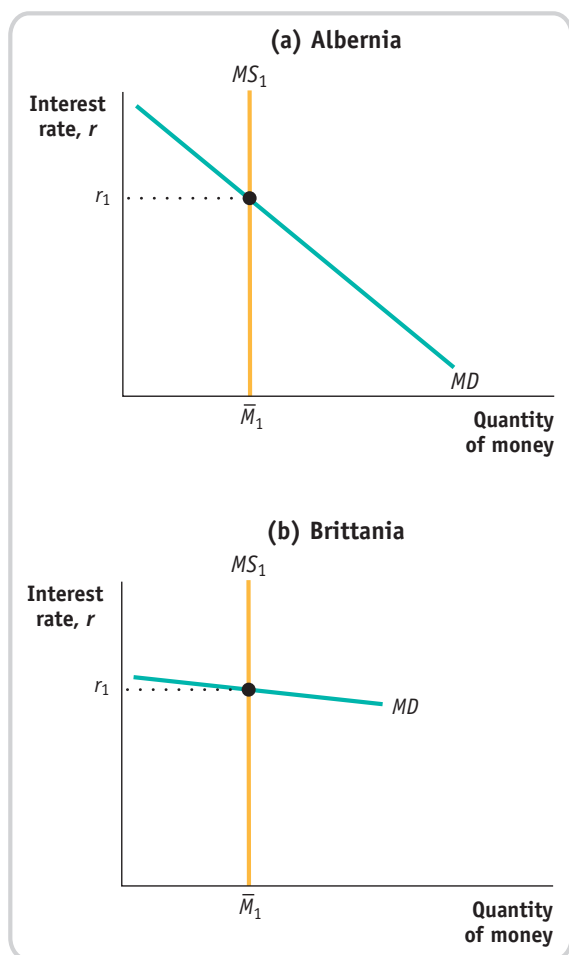 (a) Albernia
MS₁
Interest
rate, r
r₁
MD
M̅₁
Quantity
of money
(b) Brittania
MS₁
Interest
rate, r
r₁
MD
M̅₁
Quantity
of money